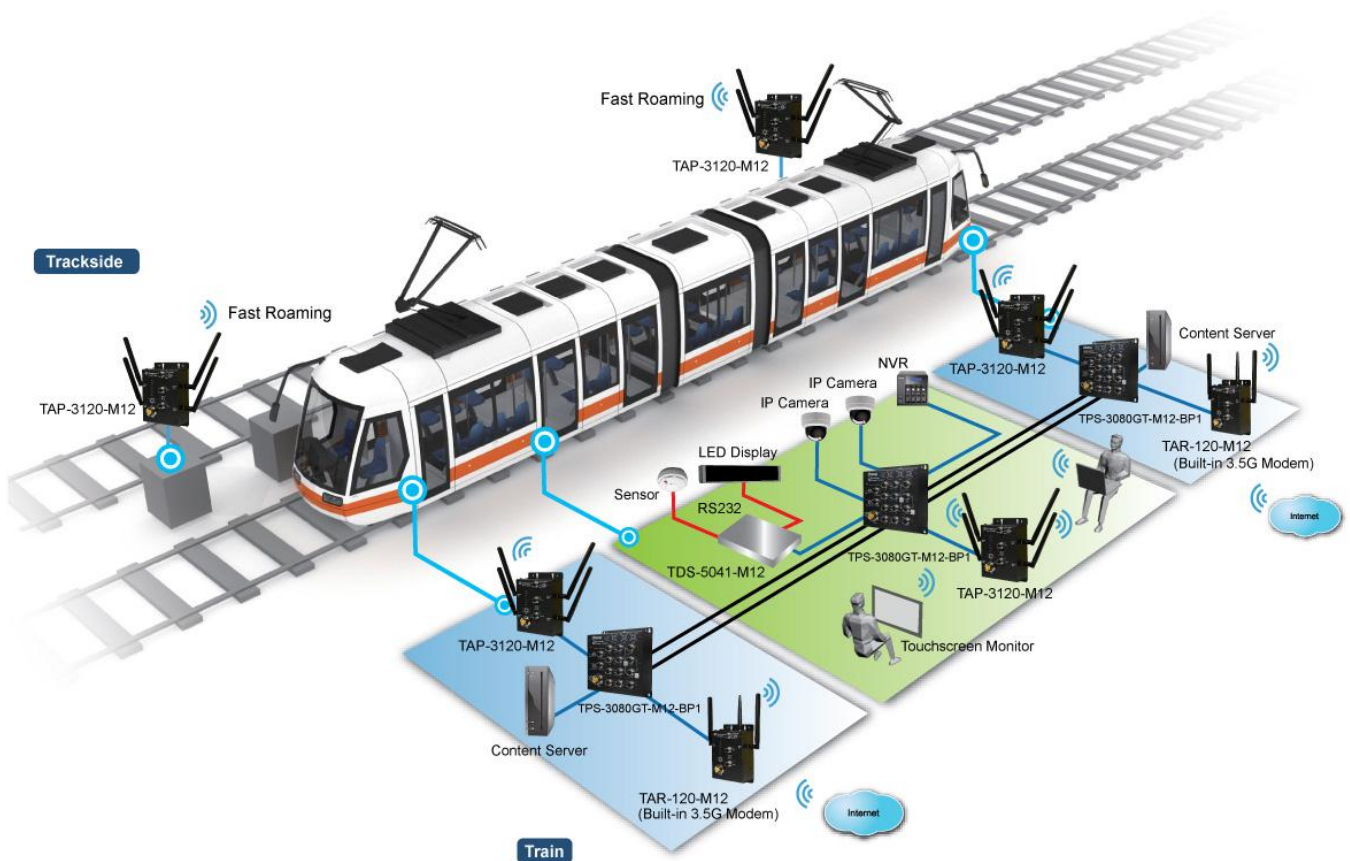 Fast Roaming
TAP-3120-M12
Trackside
Fast Roaming
TAP-3120-M12
Content Server
TAP-3120-M12
NVR
IP Camera
IP Camera
TPS-3080GT-M12-BP1
TAR-120-M12
(Built-in 3.5G Modem)
LED Display
Sensor
RS232
Internet
TPS-3080GT-M12-BP1
TDS-5041-M12
TAP-3120-M12
TAP-3120-M12
Touchscreen Monitor
TPS-3080GT-M12-BP1
Content Server
TAR-120-M12
(Built-in 3.5G Modem)
Internet
Train